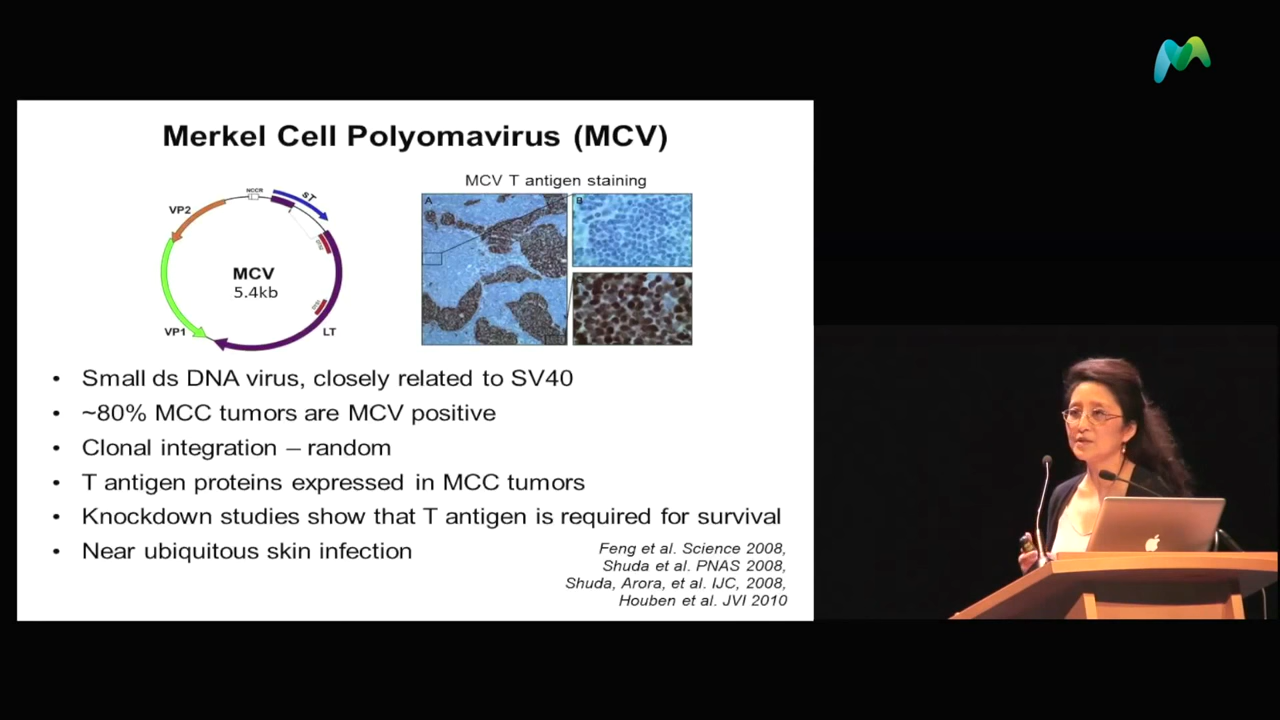 Merkel Cell Polyomavirus (MCV)
MCV T antigen staining
NCCR
sT
VP2
MCV
5.4kb
VP1
LT
A
B
• Small ds DNA virus, closely related to SV40
• ~80% MCC tumors are MCV positive
• Clonal integration – random
• T antigen proteins expressed in MCC tumors
• Knockdown studies show that T antigen is required for survival
• Near ubiquitous skin infection
Feng et al. Science 2008,
Shuda et al. PNAS 2008,
Shuda, Arora, et al. IJC, 2008,
Houben et al. JVI 2010